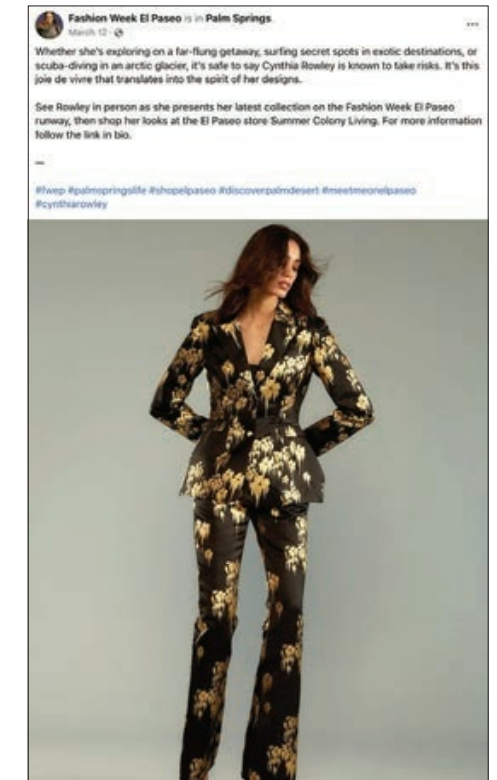 Fashion Week El Paseo is in Palm Springs.
March 12
Whether she's exploring on a far-flung getaway, surfing secret spots in exotic destinations, or
scuba-diving in an arctic glacier, it's safe to say Cynthia Rowley is known to take risks. It's this
joie de vivre that translates into the spirit of her designs.
See Rowley in person as she presents her latest collection on the Fashion Week El Paseo
runway, then shop her looks at the El Paseo store Summer Colony Living. For more information
follow the link in bio.
—
#fwep #palmspringslife #shopelpaseo #discoverpalmdesert #meetmeonelpaseo
#cynthiarowley